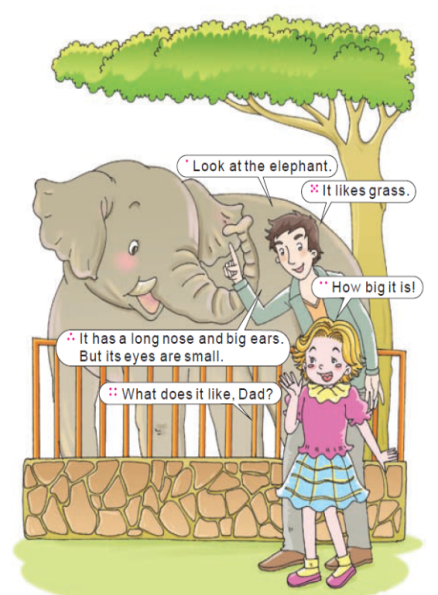 Look at the elephant.
It likes grass.
How big it is!
It has a long nose and big ears.
But its eyes are small.
What does it like, Dad?